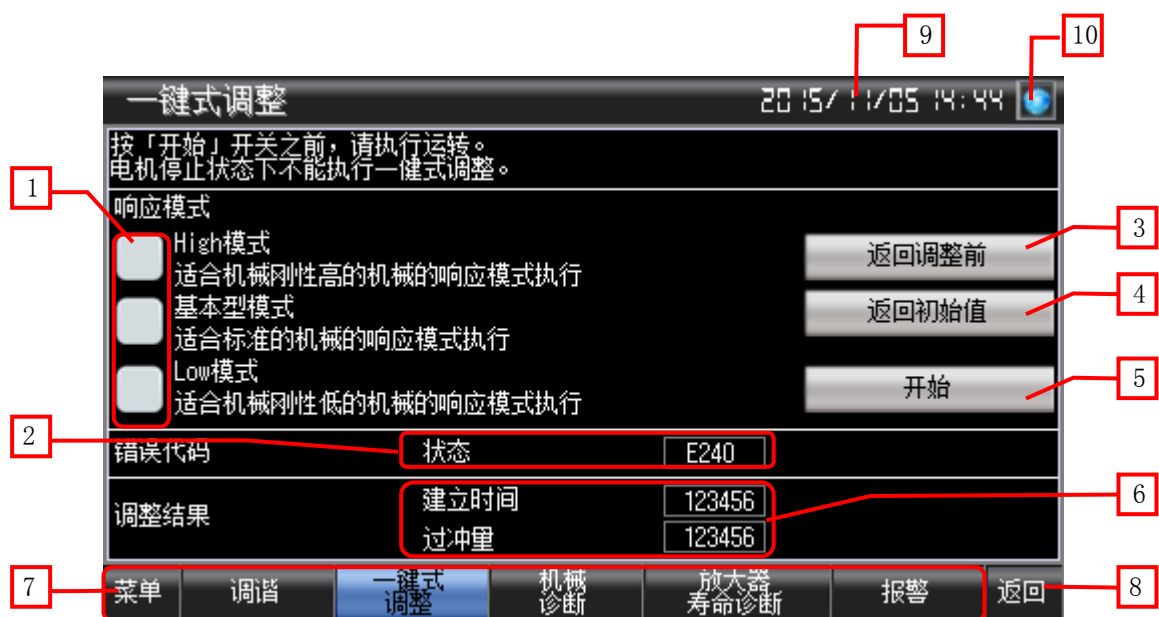 9
10
一键式调整
2015/11/05 14:44
按「开始」开关之前，请执行运转。
电机停止状态下不能执行一健式调整。
1
响应模式
High模式
适合机械刚性高的机械的响应模式执行
返回调整前
3
基本型模式
适合标准的机械的响应模式执行
返回初始值
4
Low模式
适合机械刚性低的机械的响应模式执行
开始
5
2
错误代码
状态
E240
调整结果
建立时间
123456
过冲量
123456
6
7
菜单
调谐
一键式
调整
机械
诊断
放大器
寿命诊断
报警
返回
8